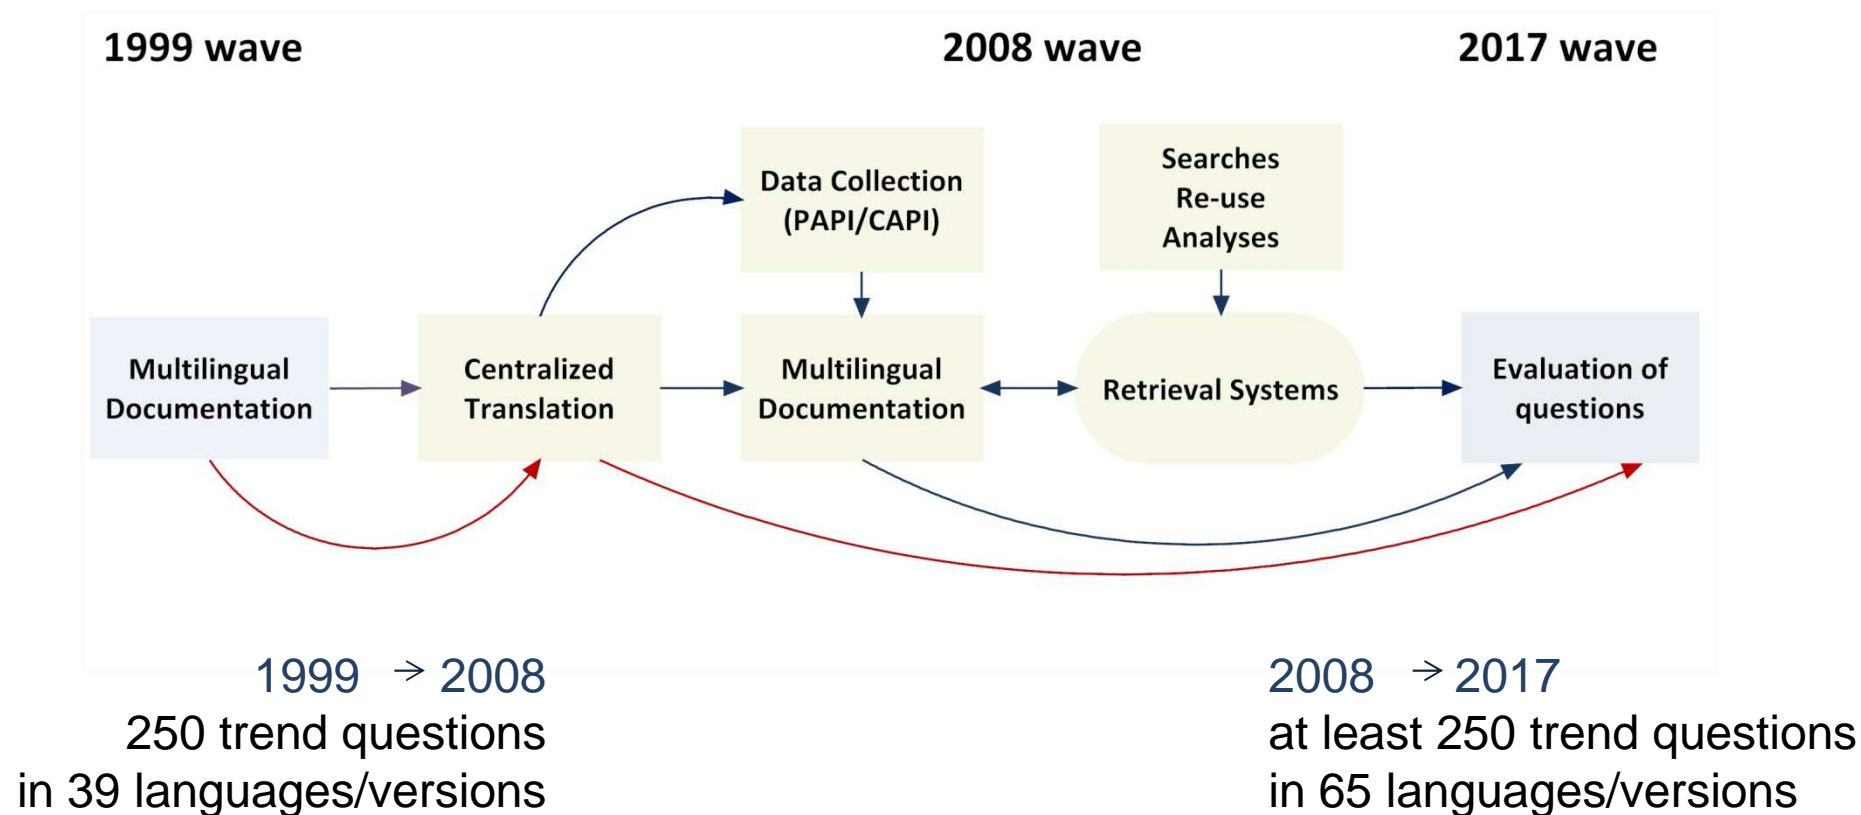 1999 wave
2008 wave
2017 wave
Data Collection
(PAPI/CAPI)
Searches
Re-use
Analyses
Multilingual
Documentation
Centralized
Translation
Multilingual
Documentation
Retrieval Systems
Evaluation of
questions
1999 → 2008
250 trend questions
in 39 languages/versions
2008 → 2017
at least 250 trend questions
in 65 languages/versions